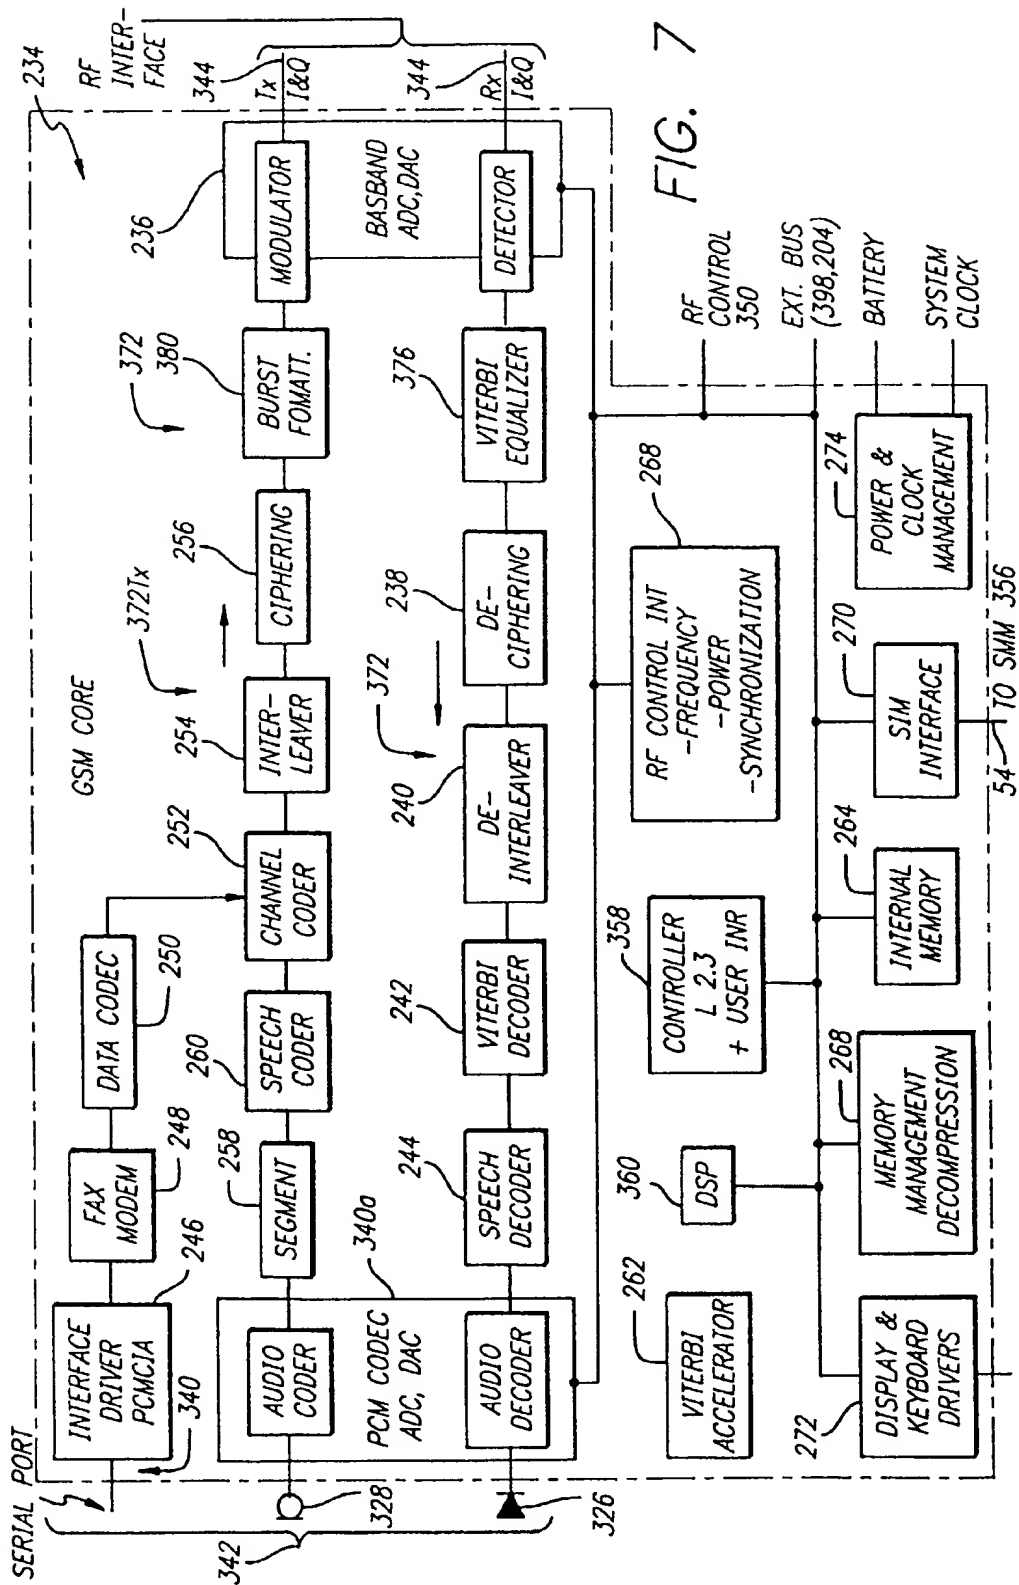 SERIAL PORT
340
342
328
326
INTERFACE
DRIVER
PCMCIA
246
FAX
MODEM
248
DATA CODEC
250
GSM CORE
234
RF
INTER-
FACE
344
Tx
I&Q
344
Rx
I&Q
AUDIO
CODER
PCM CODEC
ADC, DAC
340a
AUDIO
DECODER
SEGMENT
258
SPEECH
CODER
260
CHANNEL
CODER
252
INTER-
LEAVER
254
372Tx
CIPHERING
256
BURST
FOMATT.
372
380
MODULATOR
236
BASBAND
ADC,DAC
DETECTOR
SPEECH
DECODER
244
VITERBI
DECODER
242
DE-
INTERLEAVER
240
372
DE-
CIPHERING
238
VITERBI
EQUALIZER
376
VITERBI
ACCELERATOR
262
DSP
360
CONTROLLER
L 2.3
+ USER INR
358
RF CONTROL INT
-FREQUENCY
-POWER
-SYNCHRONIZATION
268
RF
CONTROL
350
EXT. BUS
(398,204)
BATTERY
SYSTEM
CLOCK
DISPLAY &
KEYBOARD
DRIVERS
272
MEMORY
MANAGEMENT
DECOMPRESSION
268
INTERNAL
MEMORY
264
SIM
INTERFACE
270
POWER &
CLOCK
MANAGEMENT
274
54
TO SMM 356
FIG. 7